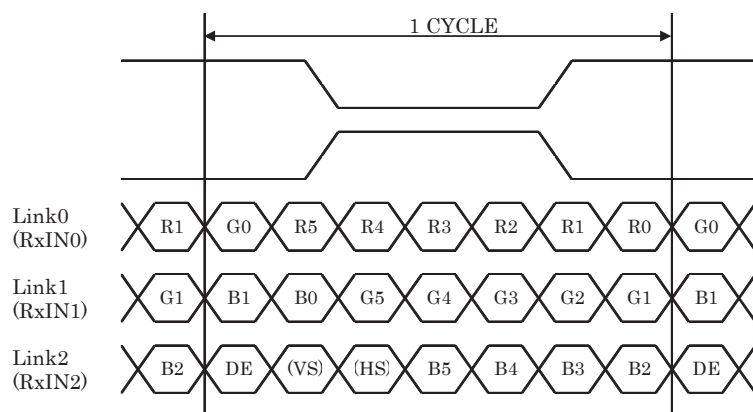 1 CYCLE
Link0
(RxIN0)
R1 G0 R5 R4 R3 R2 R1 R0 G0
Link1
(RxIN1)
G1 B1 B0 G5 G4 G3 G2 G1 B1
Link2
(RxIN2)
B2 DE (VS) (HS) B5 B4 B3 B2 DE